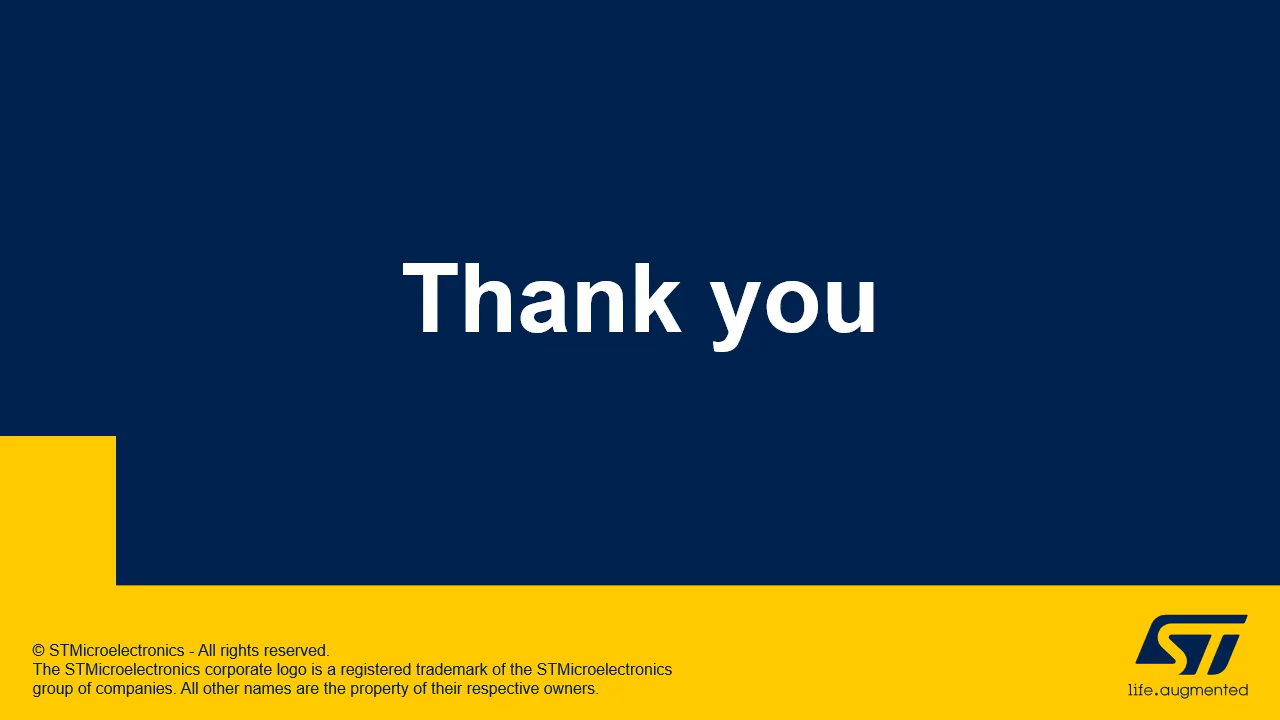 Thank you
© STMicroelectronics - All rights reserved.
The STMicroelectronics corporate logo is a registered trademark of the STMicroelectronics
group of companies. All other names are the property of their respective owners.
ST
life.augmented